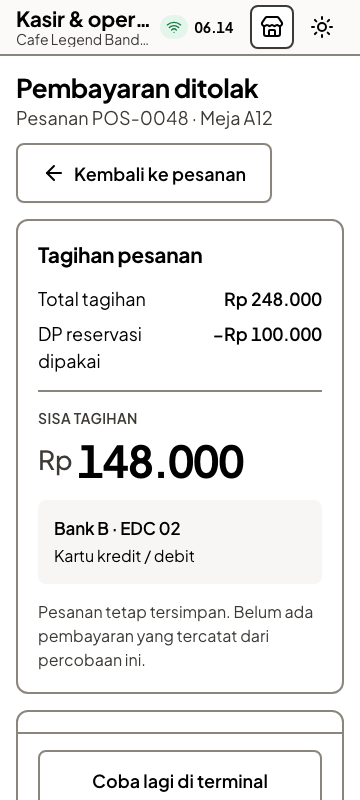 Kasir & oper...
Cafe Legend Band...
06.14
Pembayaran ditolak
Pesanan POS-0048 · Meja A12
Kembali ke pesanan
Tagihan pesanan
Total tagihan Rp 248.000
DP reservasi dipakai −Rp 100.000
SISA TAGIHAN
Rp 148.000
Bank B · EDC 02
Kartu kredit / debit
Pesanan tetap tersimpan. Belum ada
pembayaran yang tercatat dari
percobaan ini.
Coba lagi di terminal